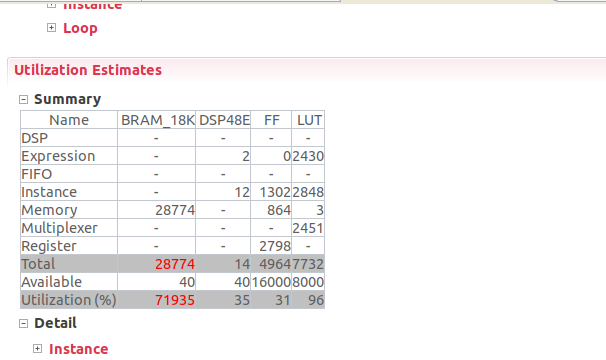 Instance
Loop
Utilization Estimates
Summary
Name BRAM_18K DSP48E FF LUT
DSP - - - -
Expression - 2 0 2430
FIFO - - - -
Instance - 12 1302 2848
Memory 28774 - 864 3
Multiplexer - - - 2451
Register - - 2798 -
Total 28774 14 4964 7732
Available 40 40 16000 8000
Utilization (%) 71935 35 31 96
Detail
Instance